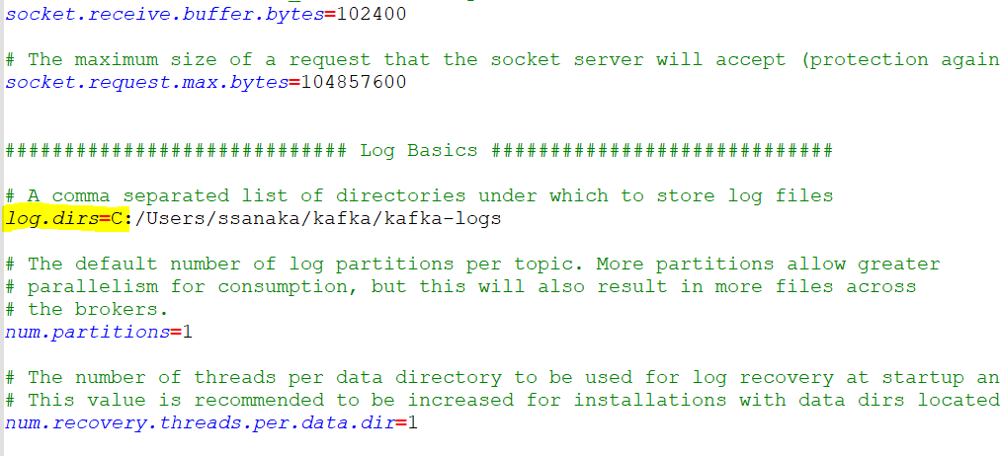 socket.receive.buffer.bytes=102400
# The maximum size of a request that the socket server will accept (protection again
socket.request.max.bytes=104857600
############################# Log Basics #############################
# A comma separated list of directories under which to store log files
log.dirs=C:/Users/ssanaka/kafka/kafka-logs
# The default number of log partitions per topic. More partitions allow greater
# parallelism for consumption, but this will also result in more files across
# the brokers.
num.partitions=1
# The number of threads per data directory to be used for log recovery at startup an
# This value is recommended to be increased for installations with data dirs located
num.recovery.threads.per.data.dir=1